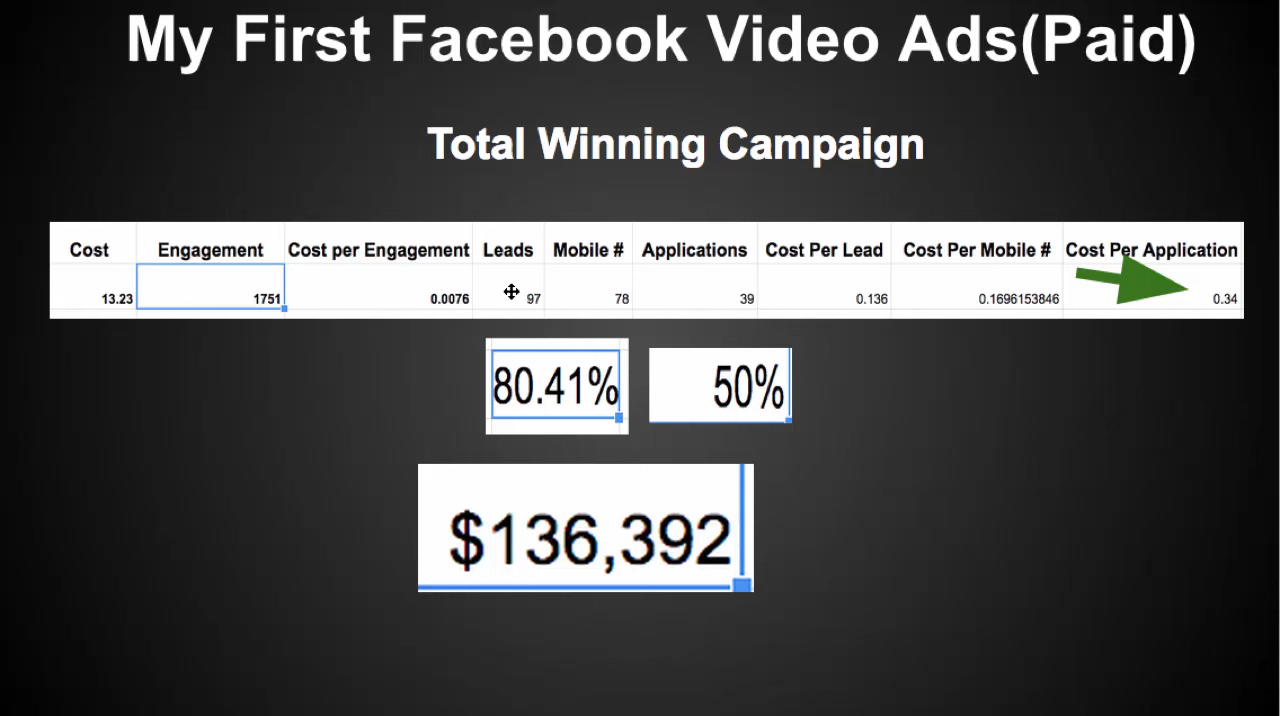 My First Facebook Video Ads(Paid)
Total Winning Campaign
Cost Engagement Cost per Engagement Leads Mobile # Applications Cost Per Lead Cost Per Mobile # Cost Per Application
13.23 1751 0.0076 97 78 39 0.136 0.1696153846 0.34
80.41% 50%
$136,392